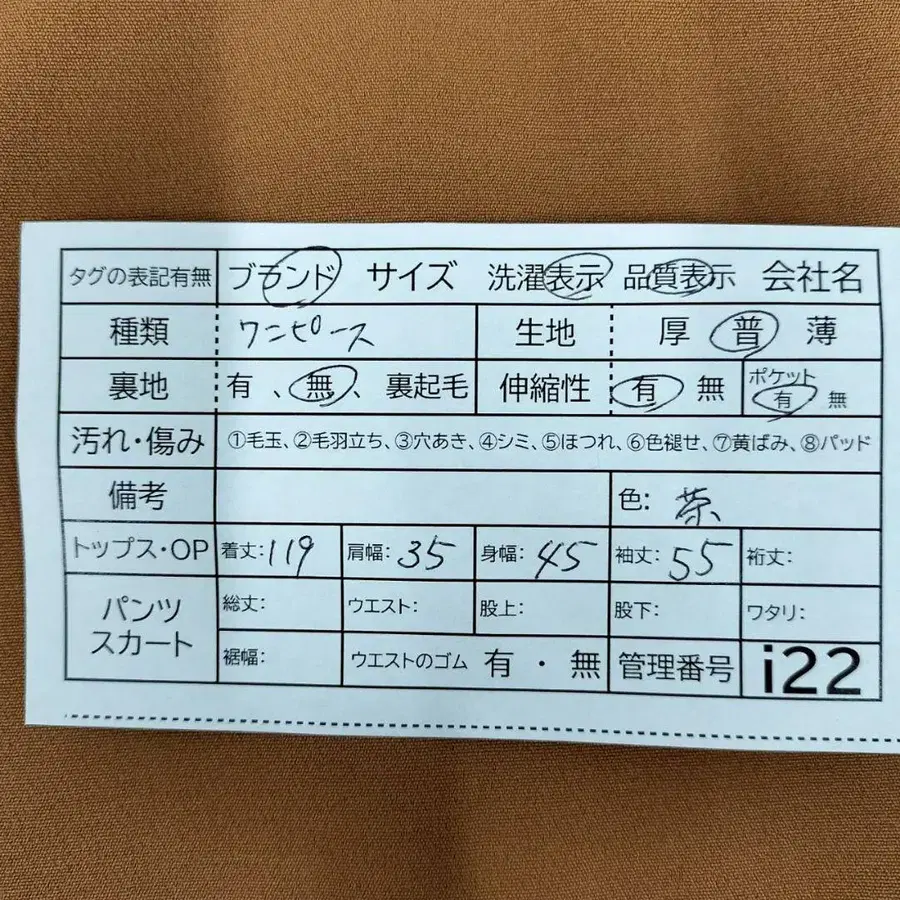 タグの表記有無 ブランド サイズ 洗濯表示 品質表示 会社名
種類 ワンピース 生地 厚 普 薄
裏地 有、無、裏起毛 伸縮性 有 無 ポケット 有 無
汚れ・傷み ①毛玉、②毛羽立ち、③穴あき、④シミ、⑤ほつれ、⑥色褪せ、⑦黄ばみ、⑧パッド
備考 色: 茶
トップス・OP 着丈:119 肩幅:35 身幅:45 袖丈:55 裄丈:
パンツ スカート 総丈: ウエスト: 股上: 股下: ワタリ:
裾幅: ウエストのゴム 有・無 管理番号 i22